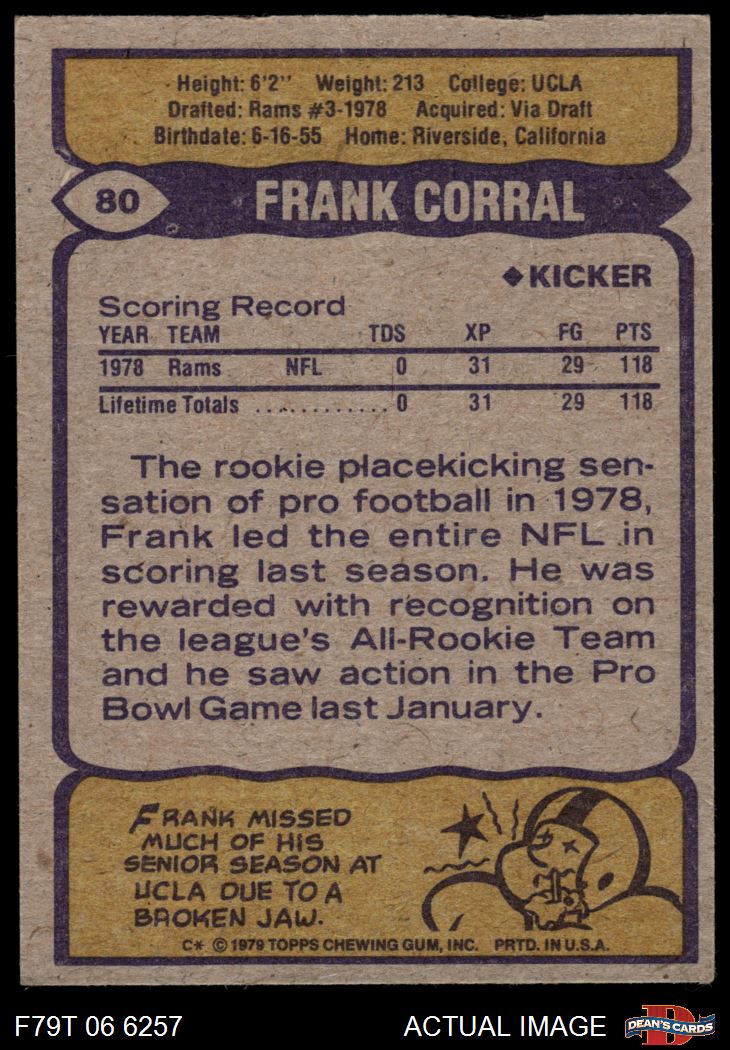 Height: 6'2" Weight: 213 College: UCLA
Drafted: Rams #3-1978 Acquired: Via Draft
Birthdate: 6-16-55 Home: Riverside, California
80 FRANK CORRAL
KICKER
Scoring Record
YEAR TEAM TDS XP FG PTS
1978 Rams NFL 0 31 29 118
Lifetime Totals ............ 0 31 29 118
The rookie placekicking sen-
sation of pro football in 1978,
Frank led the entire NFL in
scoring last season. He was
rewarded with recognition on
the league's All-Rookie Team
and he saw action in the Pro
Bowl Game last January.
FRANK MISSED
MUCH OF HIS
SENIOR SEASON AT
UCLA DUE TO A
BROKEN JAW.
C* © 1979 TOPPS CHEWING GUM, INC. PRTD. IN U.S.A.
F79T 06 6257 ACTUAL IMAGE D DEAN'S CARDS